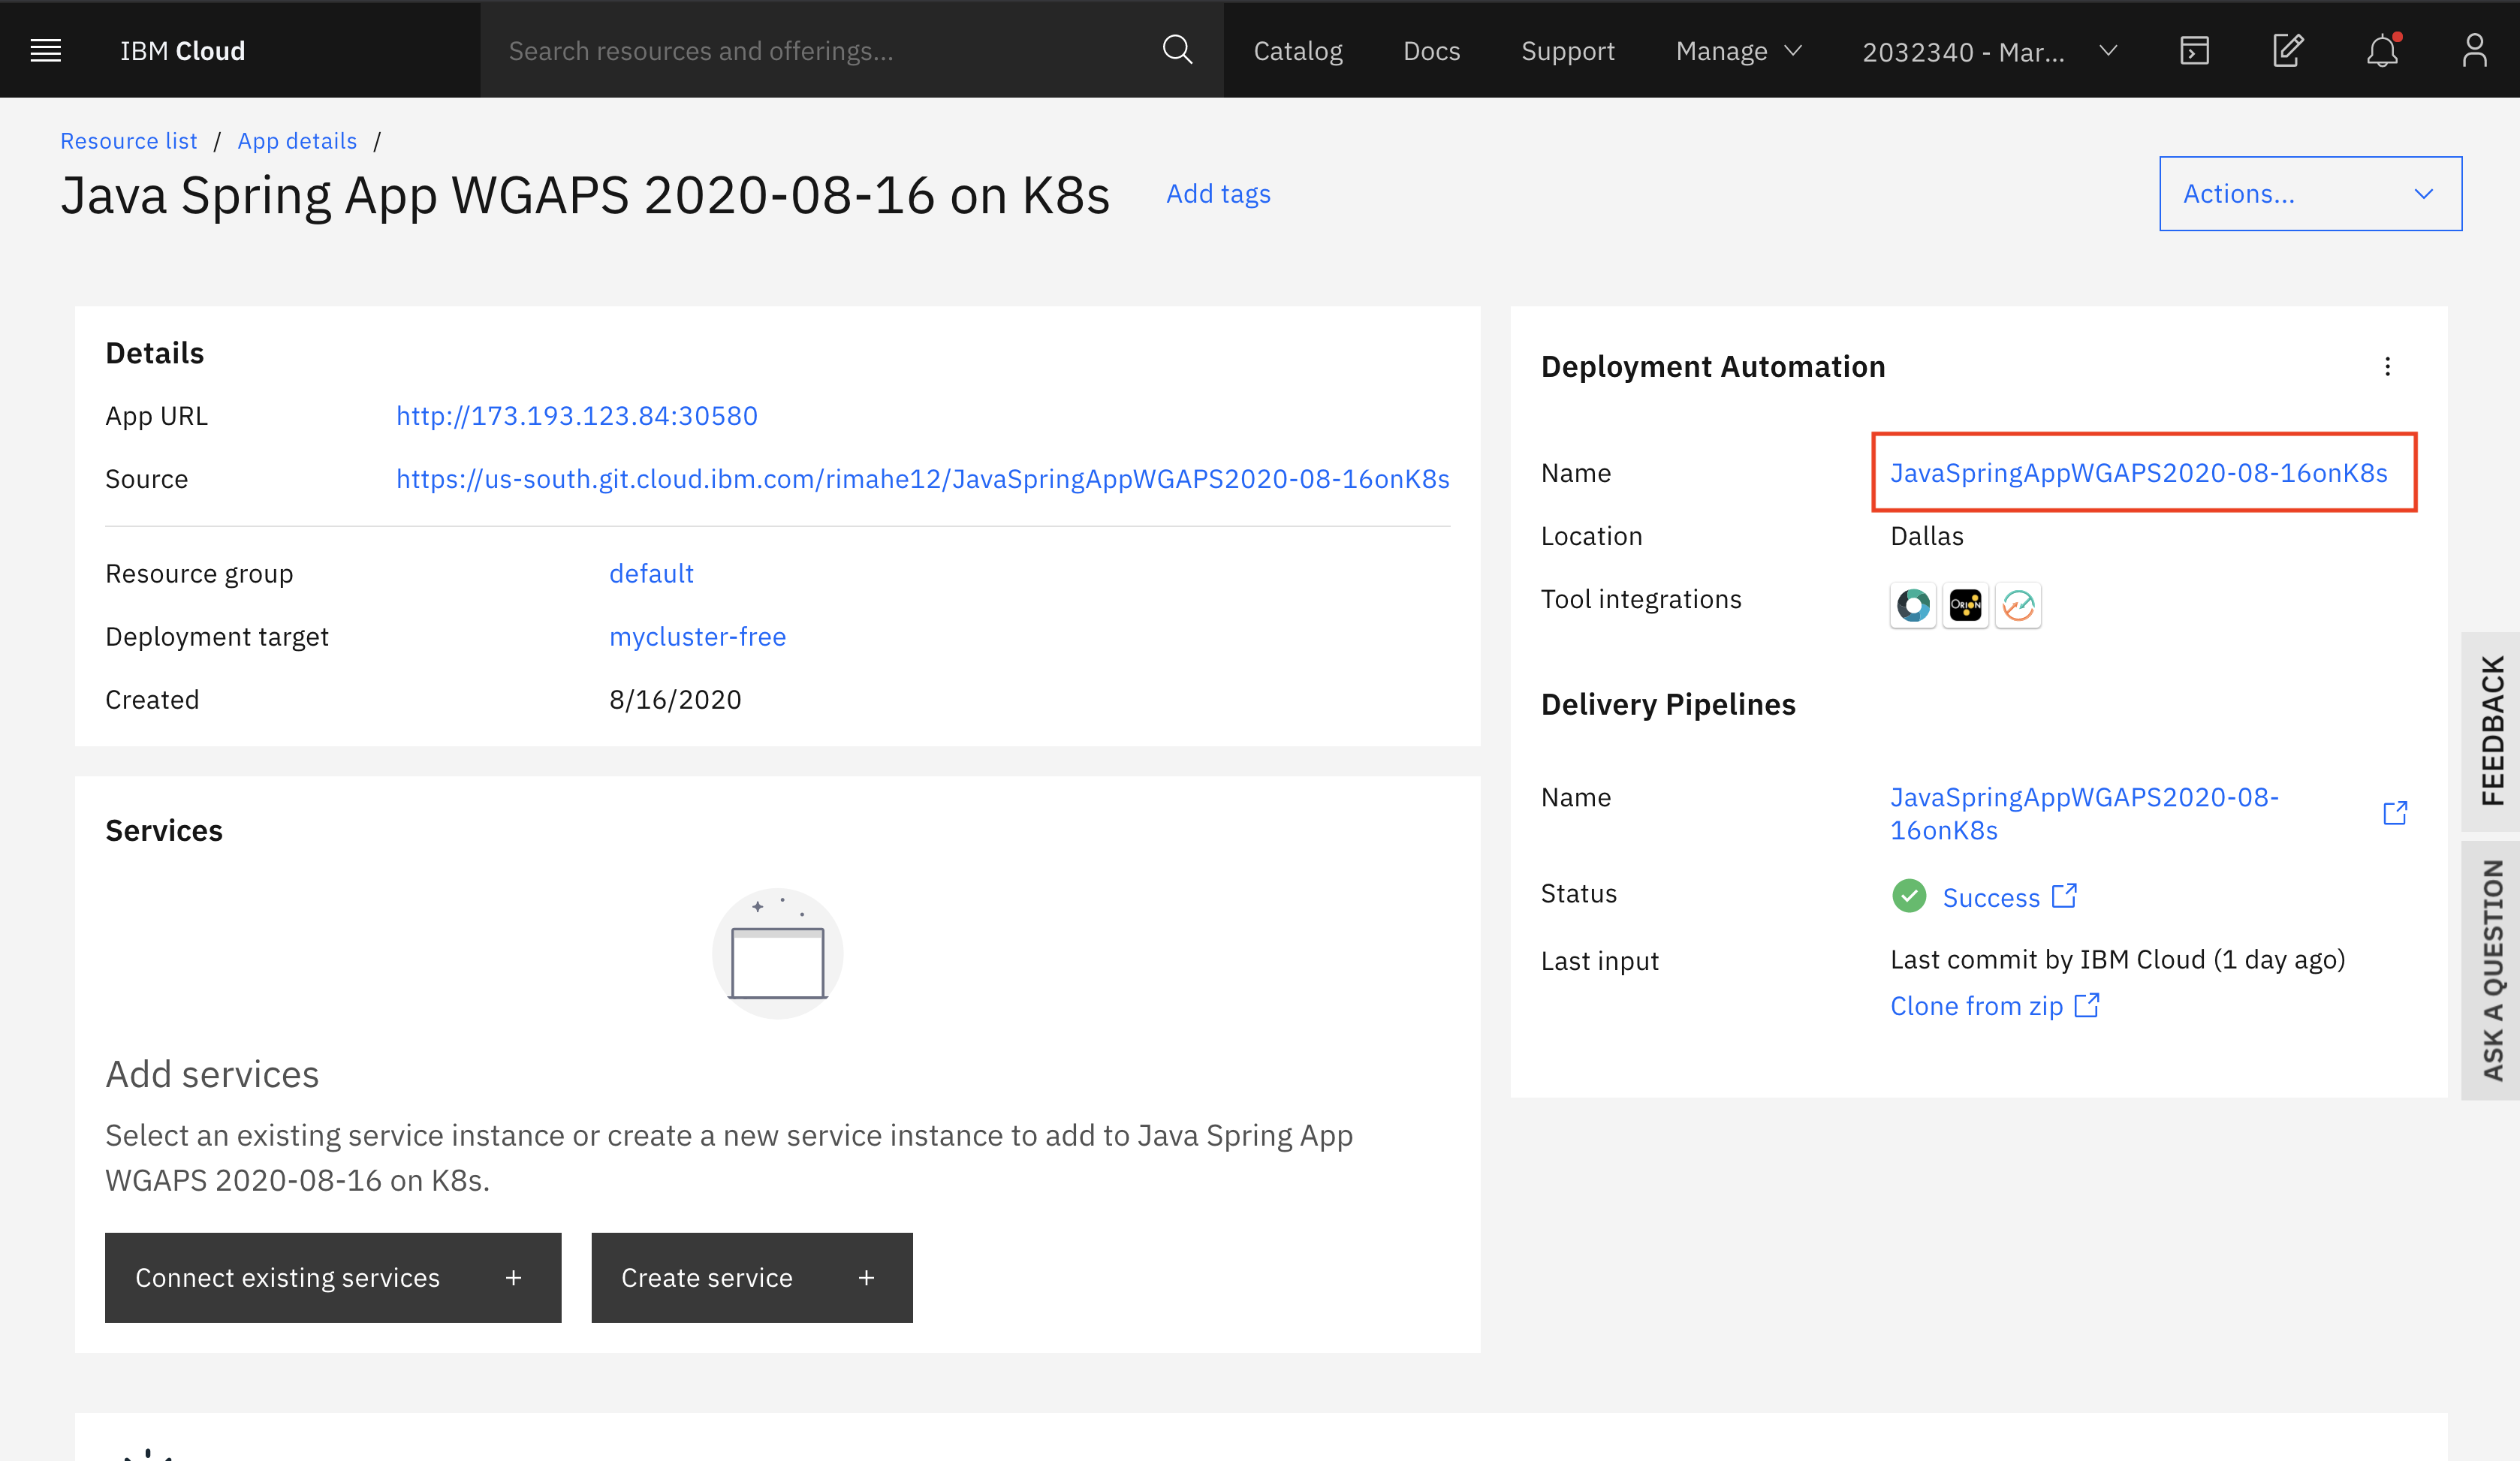 IBM Cloud
Search resources and offerings...
Catalog
Docs
Support
Manage
2032340 - Mar...
Resource list / App details /
Java Spring App WGAPS 2020-08-16 on K8s
Add tags
Actions...
Details
App URL
http://173.193.123.84:30580
Source
https://us-south.git.cloud.ibm.com/rimahe12/JavaSpringAppWGAPS2020-08-16onK8s
Resource group
default
Deployment target
mycluster-free
Created
8/16/2020
Services
Add services
Select an existing service instance or create a new service instance to add to Java Spring App
WGAPS 2020-08-16 on K8s.
Connect existing services +
Create service +
Deployment Automation
Name
JavaSpringAppWGAPS2020-08-16onK8s
Location
Dallas
Tool integrations
ORION
Delivery Pipelines
Name
JavaSpringAppWGAPS2020-08-
16onK8s
Status
Success
Last input
Last commit by IBM Cloud (1 day ago)
Clone from zip
FEEDBACK
ASK A QUESTION